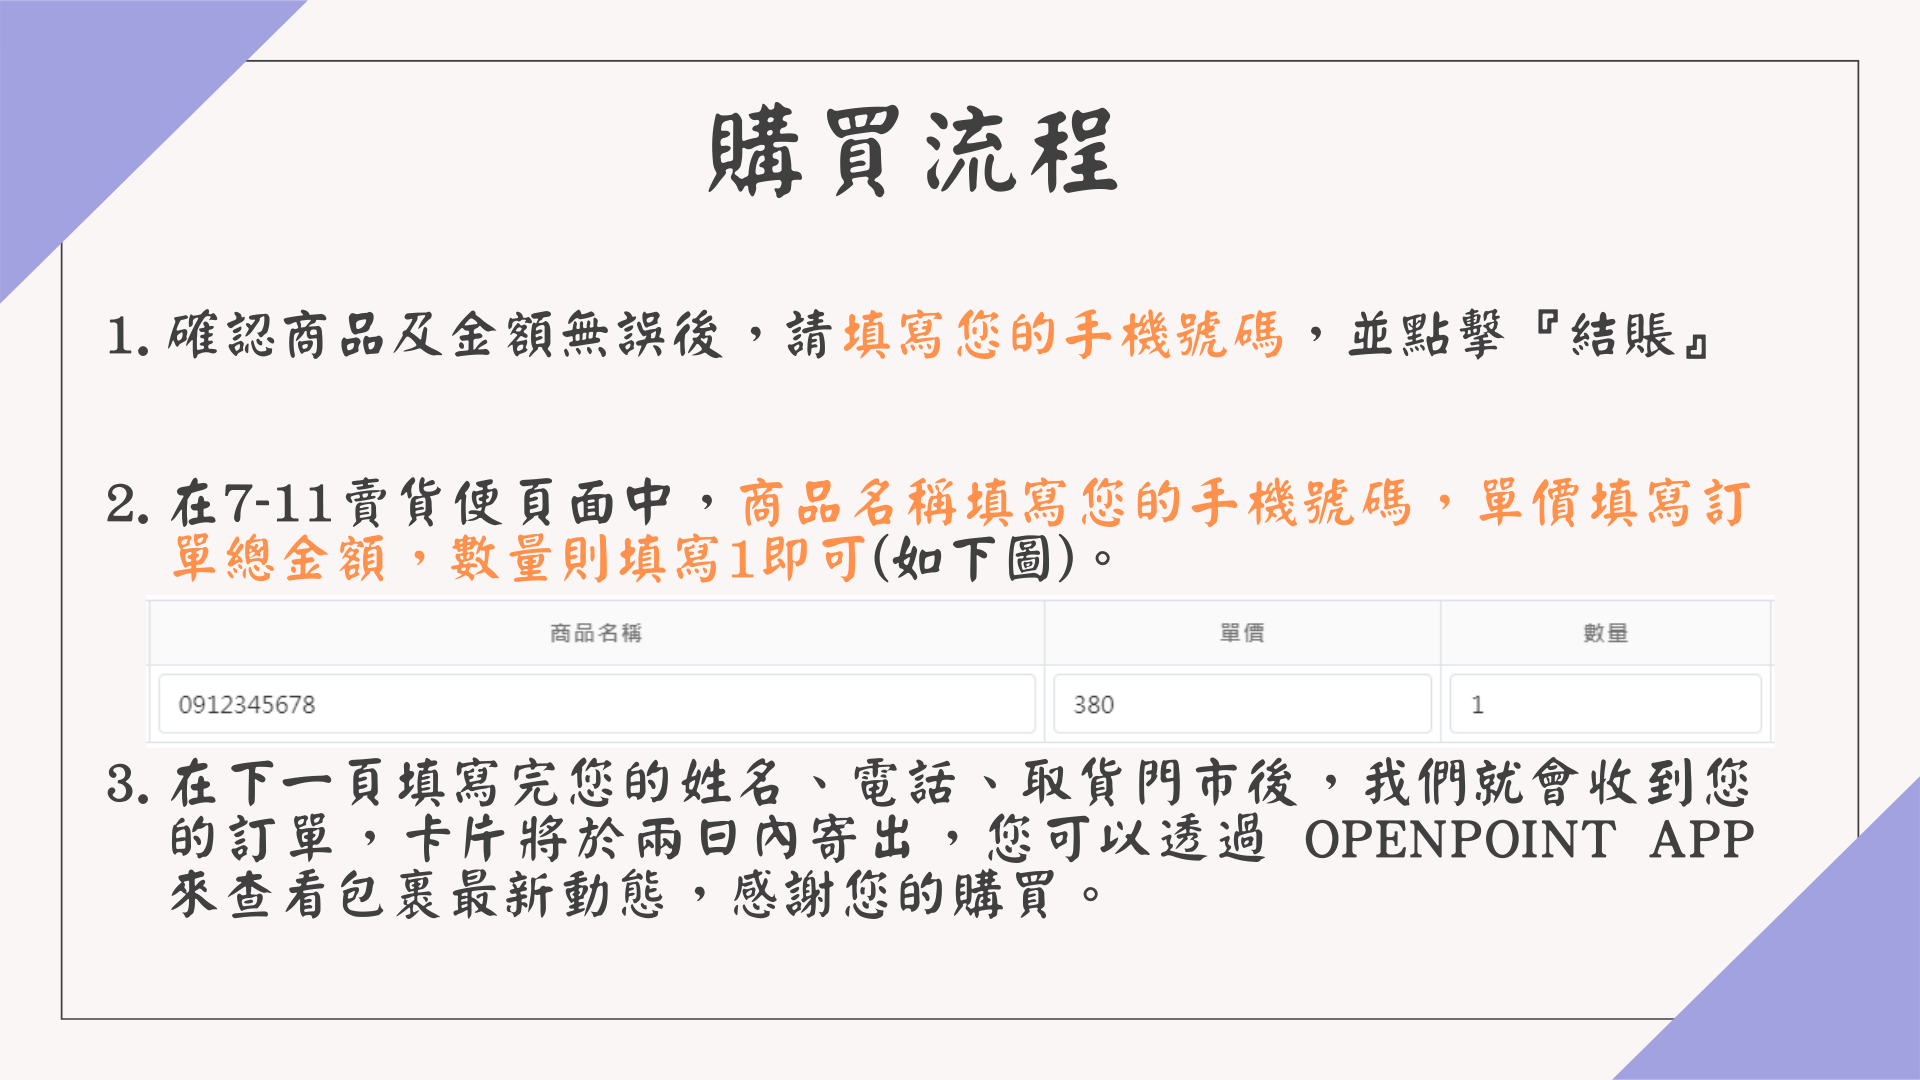 購買流程
1. 確認商品及金額無誤後，請填寫您的手機號碼，並點擊『結賬』
2. 在7-11賣貨便頁面中，商品名稱填寫您的手機號碼，單價填寫訂
單總金額，數量則填寫1即可(如下圖)。
商品名稱 單價 數量
0912345678 380 1
3. 在下一頁填寫完您的姓名、電話、取貨門市後，我們就會收到您
的訂單，卡片將於兩日內寄出，您可以透過 OPENPOINT APP
來查看包裹最新動態，感謝您的購買。